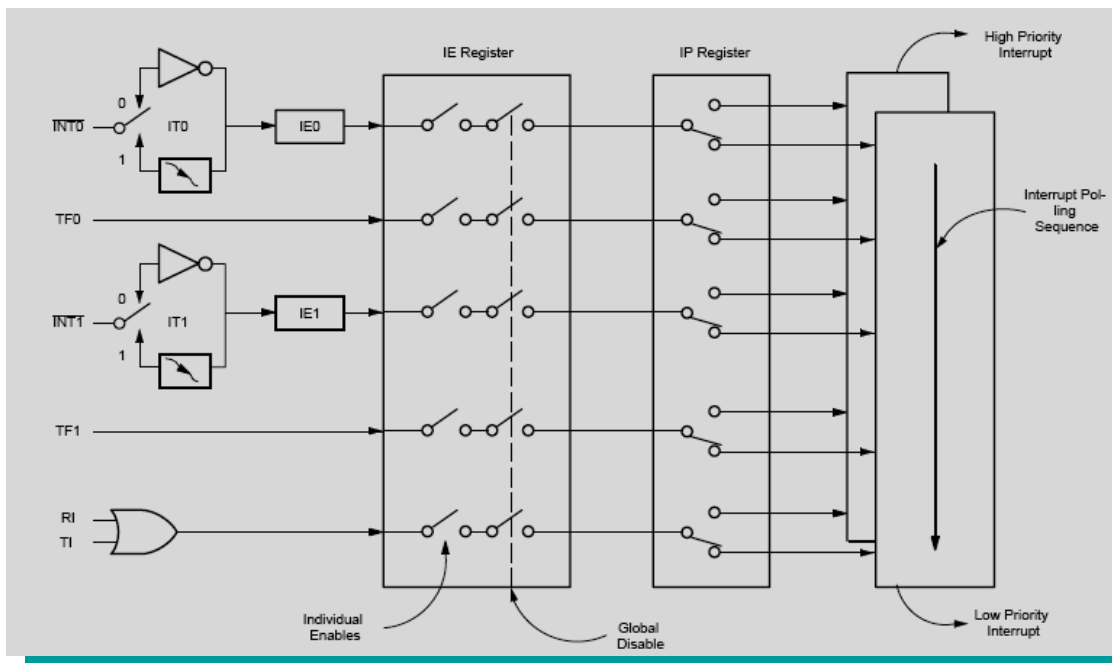 IE Register
IP Register
High Priority
Interrupt
0
INT0
IT0
IE0
1
TF0
Interrupt Pol-
ling
Sequence
0
INT1
IT1
IE1
1
TF1
RI
TI
Individual
Enables
Global
Disable
Low Priority
Interrupt